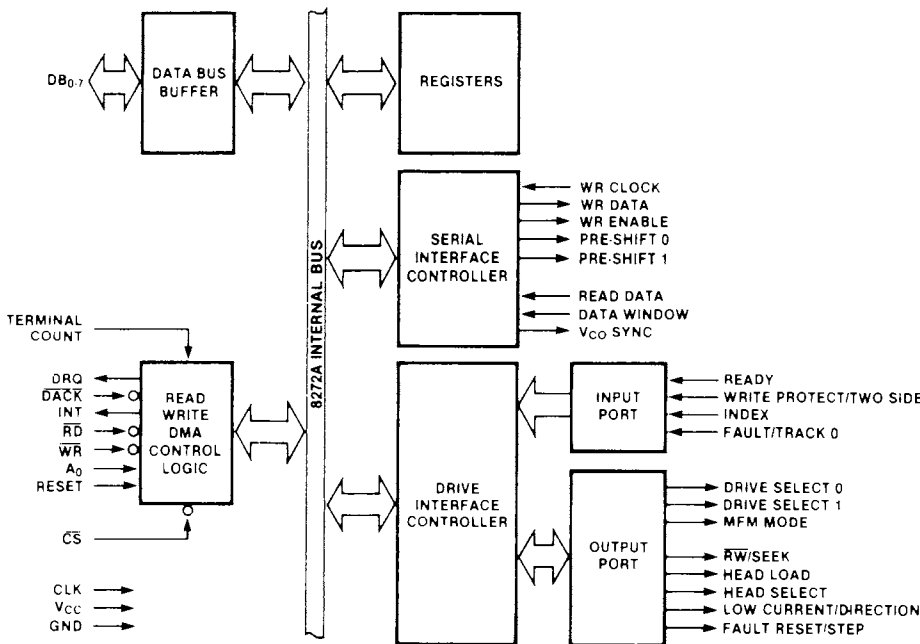 DB0-7
DATA BUS
BUFFER
REGISTERS
8272A INTERNAL BUS
SERIAL
INTERFACE
CONTROLLER
WR CLOCK
WR DATA
WR ENABLE
PRE-SHIFT 0
PRE-SHIFT 1
READ DATA
DATA WINDOW
VCO SYNC
TERMINAL
COUNT
DRQ
DACK
INT
RD
WR
A0
RESET
CS
READ
WRITE
DMA
CONTROL
LOGIC
CLK
VCC
GND
DRIVE
INTERFACE
CONTROLLER
INPUT
PORT
READY
WRITE PROTECT/TWO SIDE
INDEX
FAULT/TRACK 0
OUTPUT
PORT
DRIVE SELECT 0
DRIVE SELECT 1
MFM MODE
RW/SEEK
HEAD LOAD
HEAD SELECT
LOW CURRENT/DIRECTION
FAULT RESET/STEP